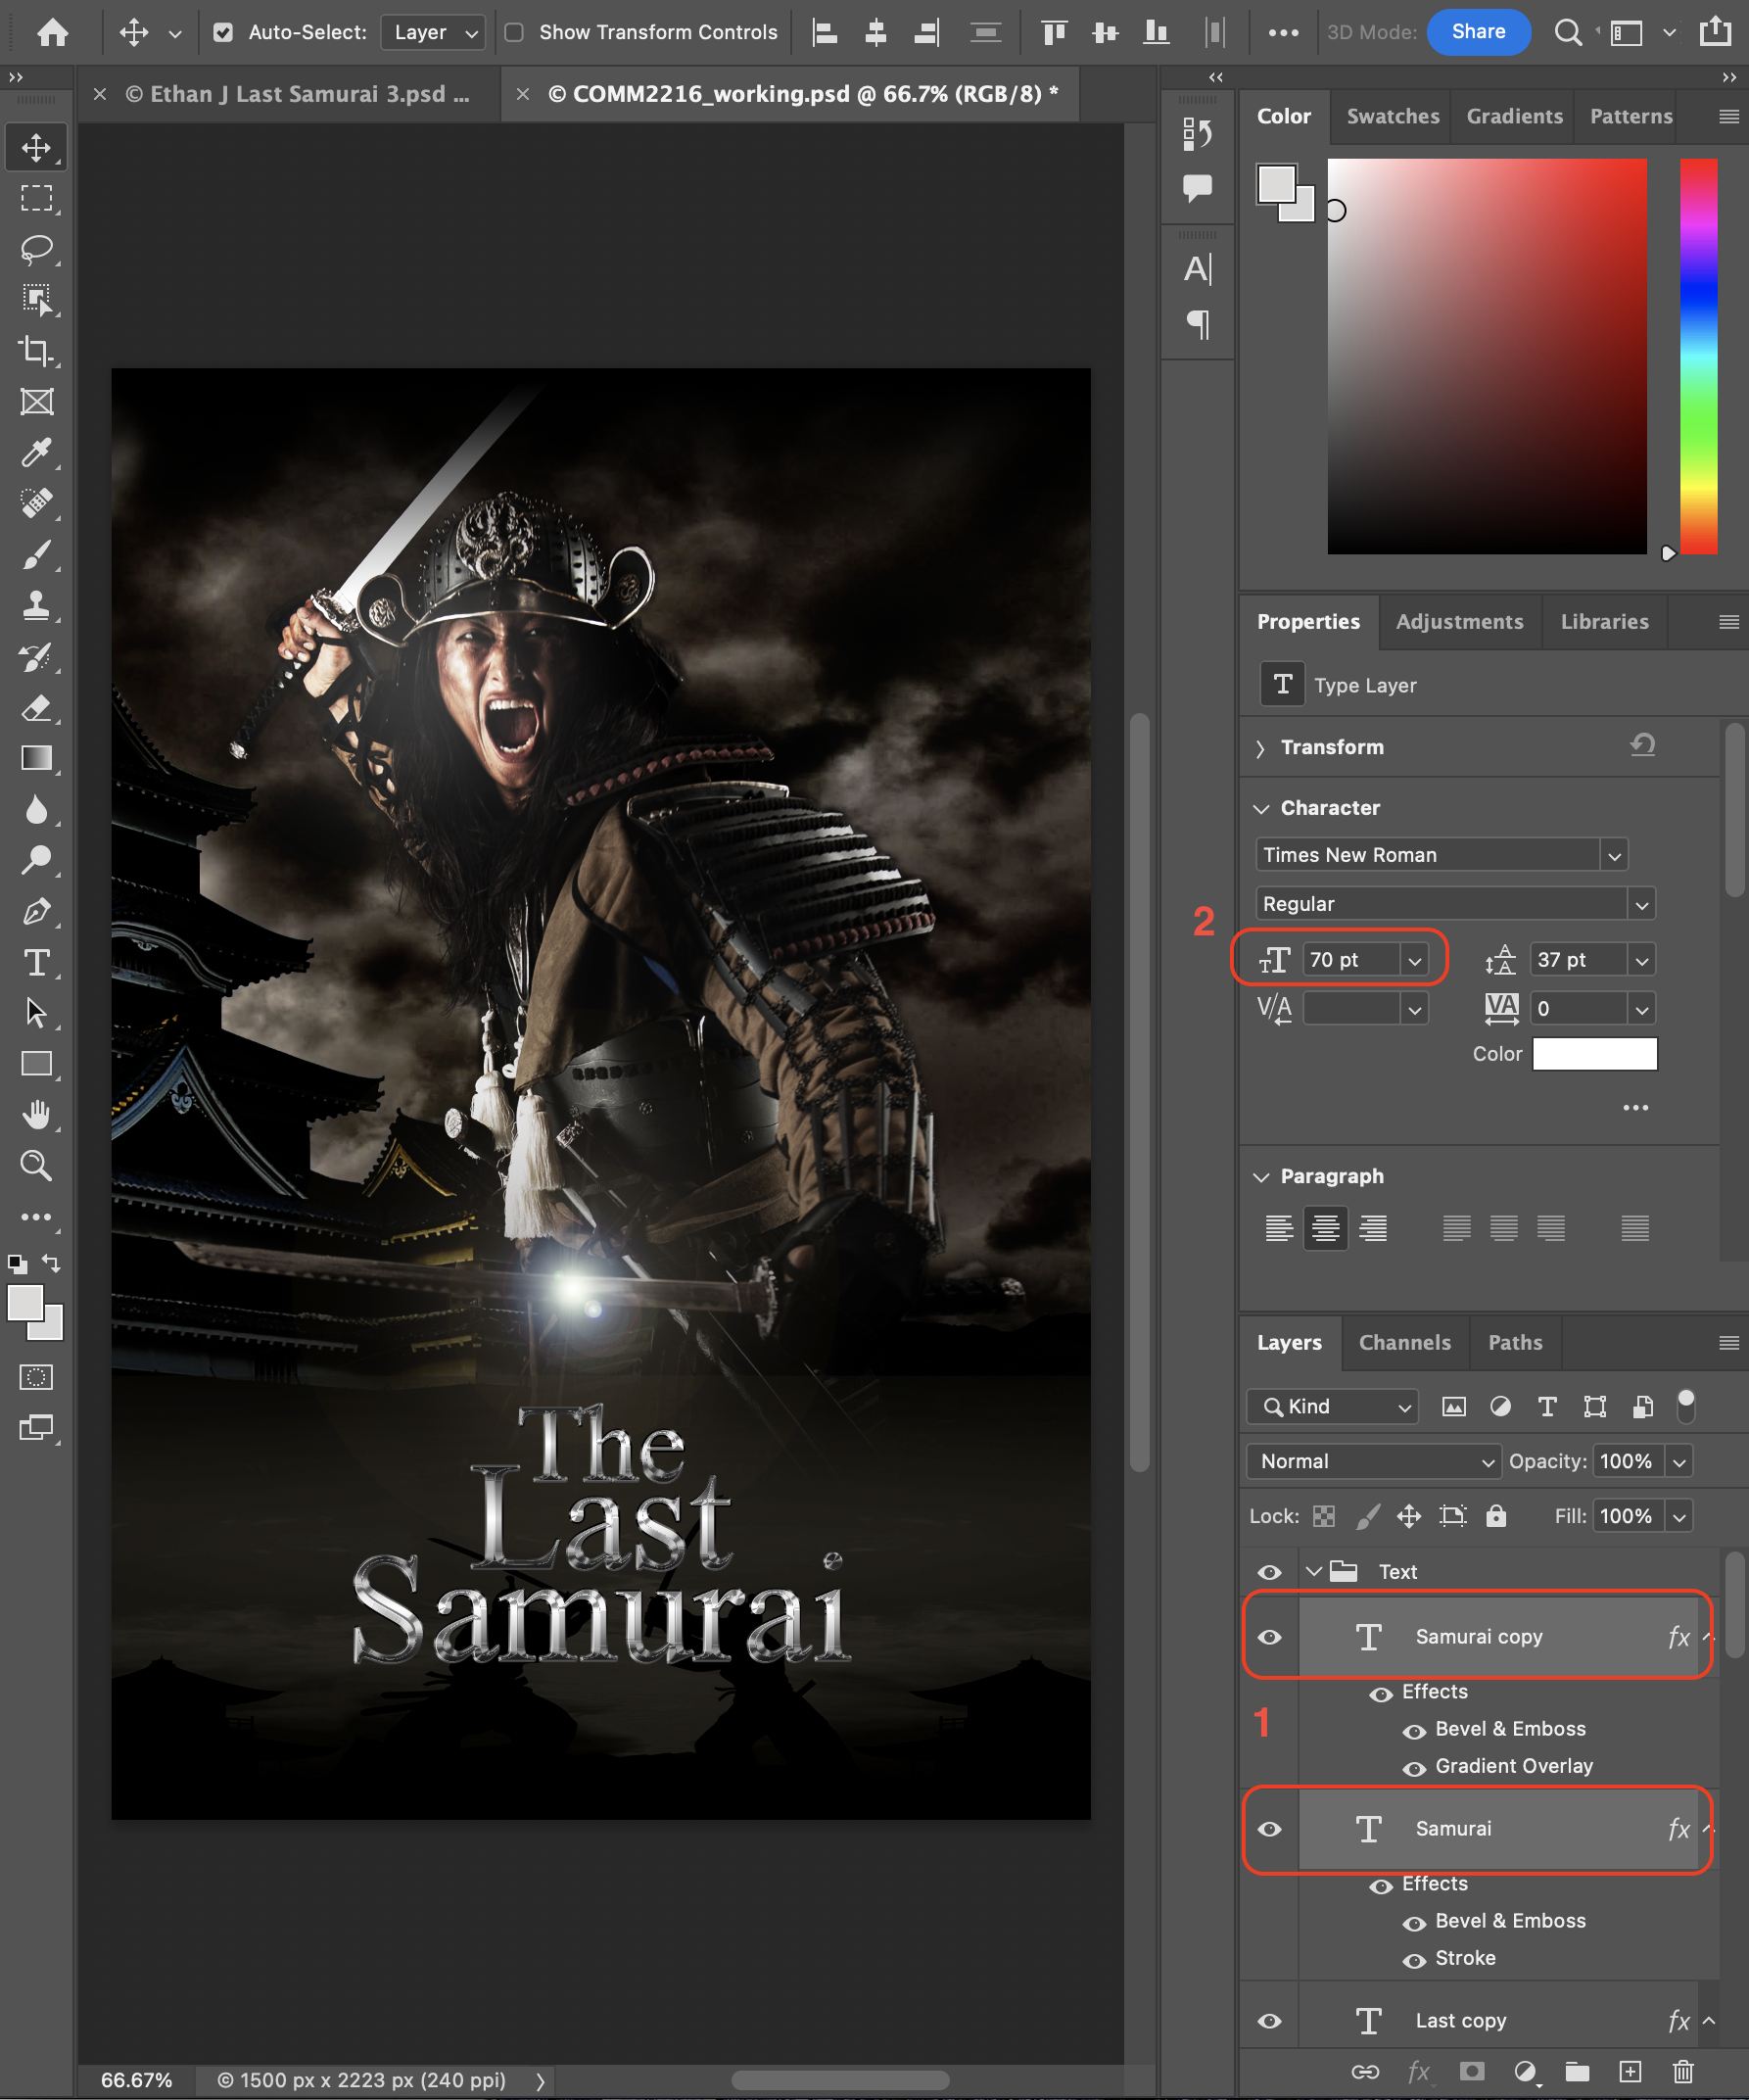 Auto-Select: Layer Show Transform Controls 3D Mode: Share
× © Ethan J Last Samurai 3.psd ... × © COMM2216_working.psd @ 66.7% (RGB/8) *
Color Swatches Gradients Patterns
Properties Adjustments Libraries
T Type Layer
Transform
Character
Times New Roman
Regular
2
70 pt 37 pt
V/A VA 0
Color
Paragraph
The
Last
Samurai
Layers Channels Paths
Kind
Normal Opacity: 100%
Lock: Fill: 100%
Text
T Samurai copy fx
Effects
1
Bevel & Emboss
Gradient Overlay
T Samurai fx
Effects
Bevel & Emboss
Stroke
T Last copy fx
66.67% © 1500 px x 2223 px (240 ppi)